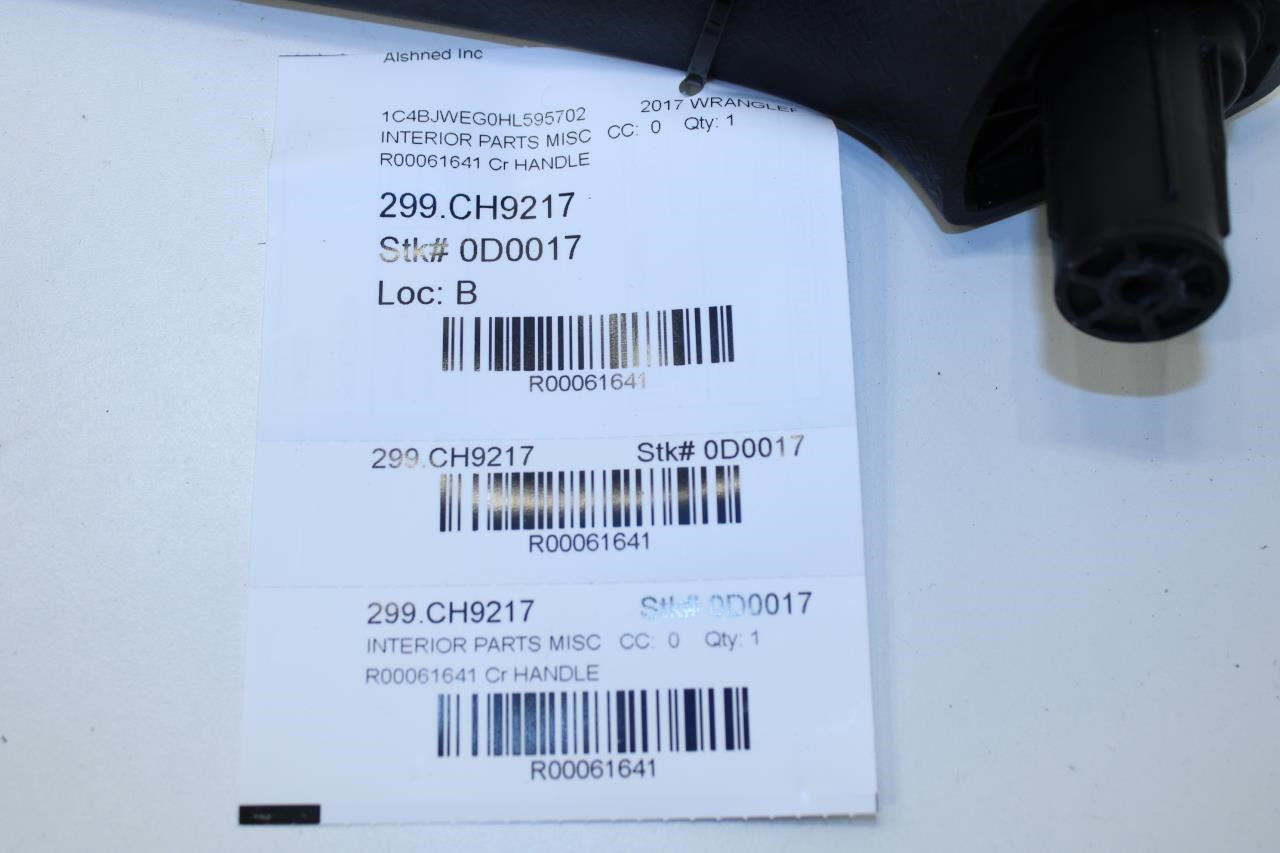 Alshned Inc
1C4BJWEG0HL595702 2017 WRANGLER
INTERIOR PARTS MISC CC: 0 Qty: 1
R00061641 Cr HANDLE
299.CH9217
Stk# 0D0017
Loc: B
R00061641
299.CH9217 Stk# 0D0017
R00061641
299.CH9217 Stk# 0D0017
INTERIOR PARTS MISC CC: 0 Qty: 1
R00061641 Cr HANDLE
R00061641